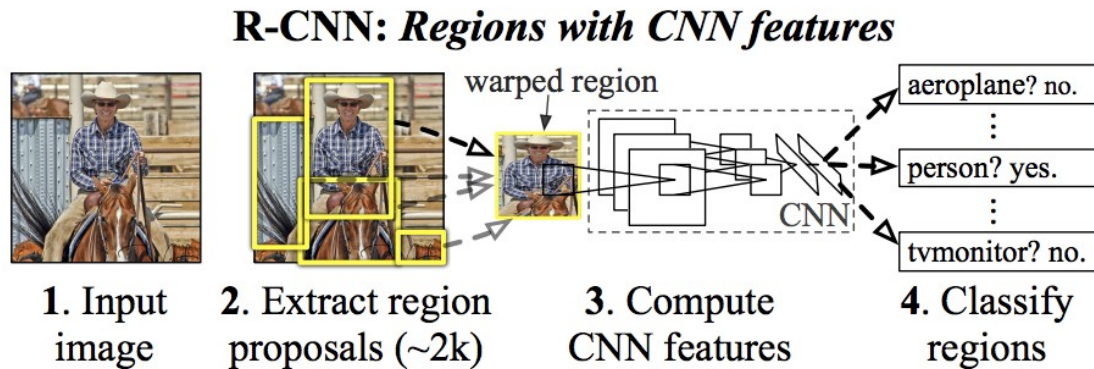 R-CNN: Regions with CNN features
warped region
aeroplane? no.
⋮
person? yes.
⋮
tvmonitor? no.
CNN
1. Input
image
2. Extract region
proposals (~2k)
3. Compute
CNN features
4. Classify
regions